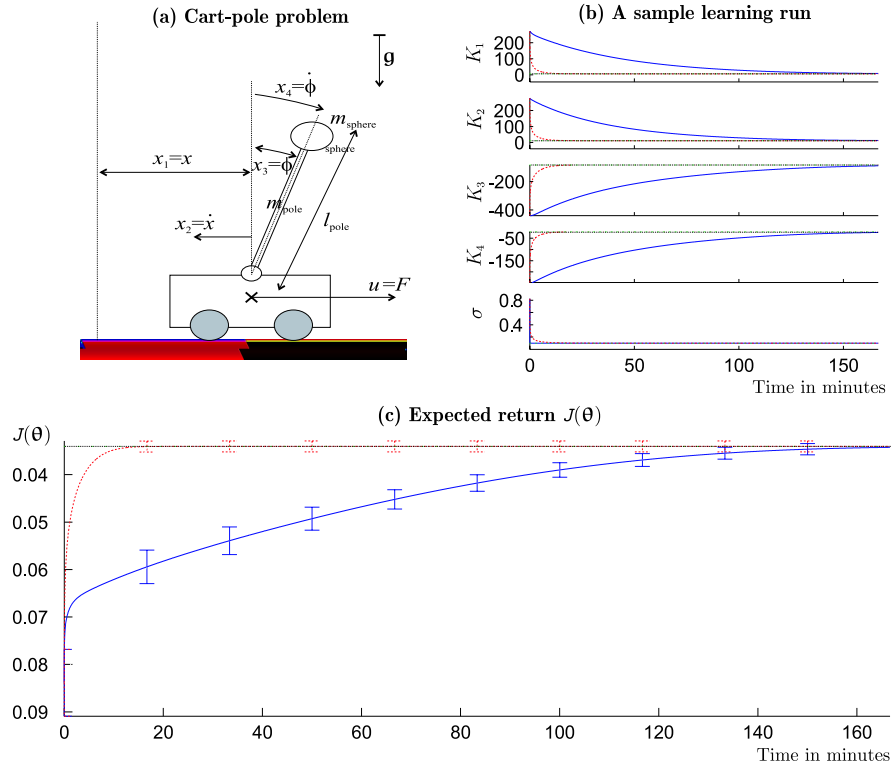 (a) Cart-pole problem
g
x₄=ϕ̇
m_sphere
sphere
x₃=ϕ
x₁=x
m_pole
l_pole
x₂=ẋ
u=F
(b) A sample learning run
K₁
200
100
0
K₂
200
100
0
K₃
-200
-400
K₄
-50
-150
σ
0.8
0.4
0 50 100 150
Time in minutes
(c) Expected return J(θ)
J(θ)
0.04
0.05
0.06
0.07
0.08
0.09
0 20 40 60 80 100 120 140 160
Time in minutes